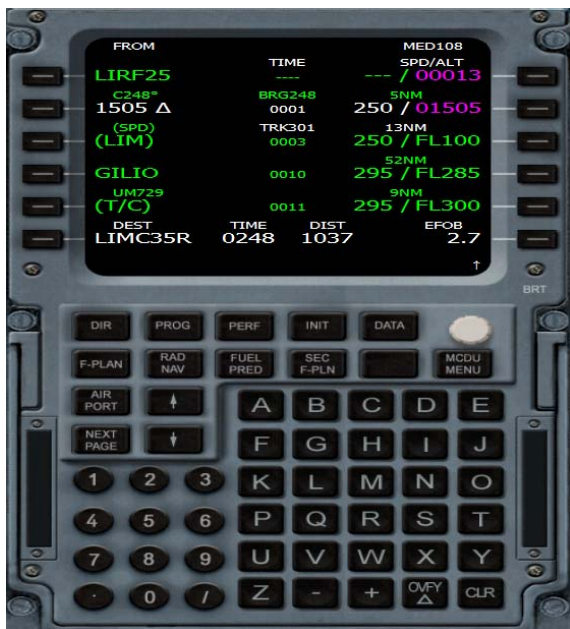 FROM MED108
TIME SPD/ALT
LIRF25 ---- --- / 00013
C248° BRG248 5NM
1505 Δ 0001 250 / 01505
(SPD) TRK301 13NM
(LIM) 0003 250 / FL100
52NM
GILIO 0010 295 / FL285
UM729 9NM
(T/C) 0011 295 / FL300
DEST TIME DIST EFOB
LIMC35R 0248 1037 2.7
↑
BRT
DIR PROG PERF INIT DATA
F-PLAN RAD NAV FUEL PRED SEC F-PLN MCDU MENU
AIR PORT ↑ A B C D E
NEXT PAGE ↓ F G H I J
1 2 3 K L M N O
4 5 6 P Q R S T
7 8 9 U V W X Y
. 0 / Z - + OVFY Δ CLR